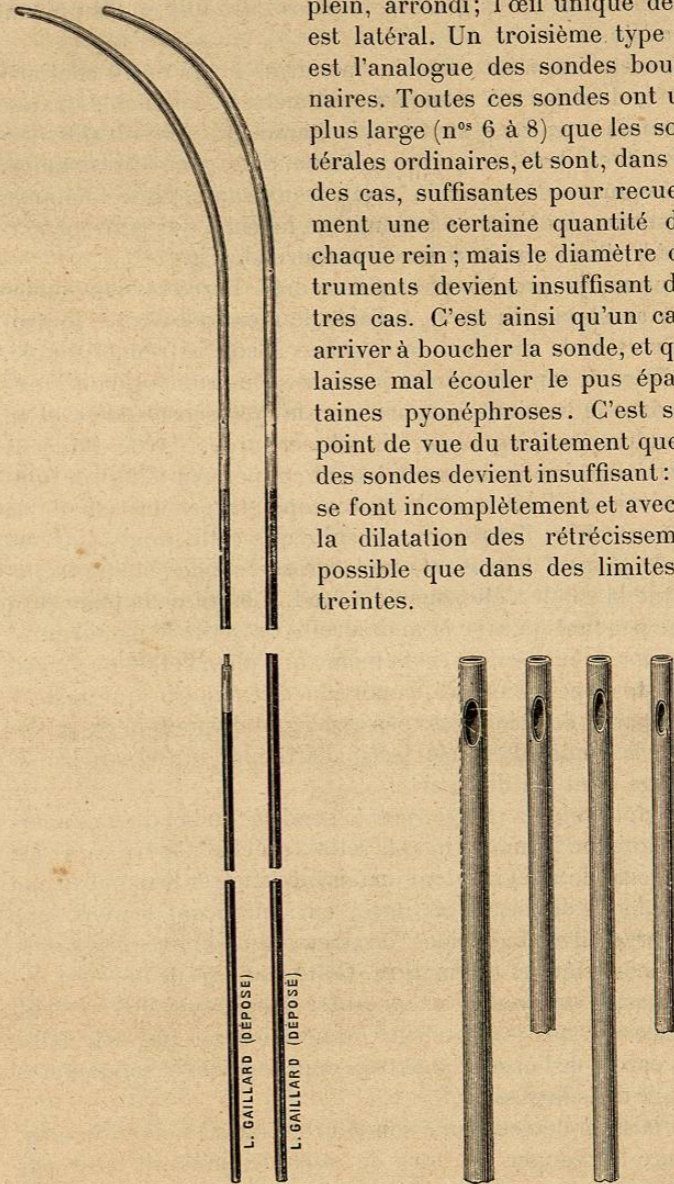 plein, arrondi; l'œil unique de
est latéral. Un troisième type
est l'analogue des sondes bou
naires. Toutes ces sondes ont u
plus large (nᵒˢ 6 à 8) que les so
térales ordinaires, et sont, dans
des cas, suffisantes pour recue
ment une certaine quantité d
chaque rein; mais le diamètre d
truments devient insuffisant d
tres cas. C'est ainsi qu'un ca
arriver à boucher la sonde, et q
laisse mal écouler le pus épa
taines pyonéphroses. C'est s
point de vue du traitement que
des sondes devient insuffisant :
se font incomplètement et avec
la dilatation des rétrécissem
possible que dans des limites
treintes.
L. GAILLARD (DÉPOSÉ)
L. GAILLARD (DÉPOSÉ)